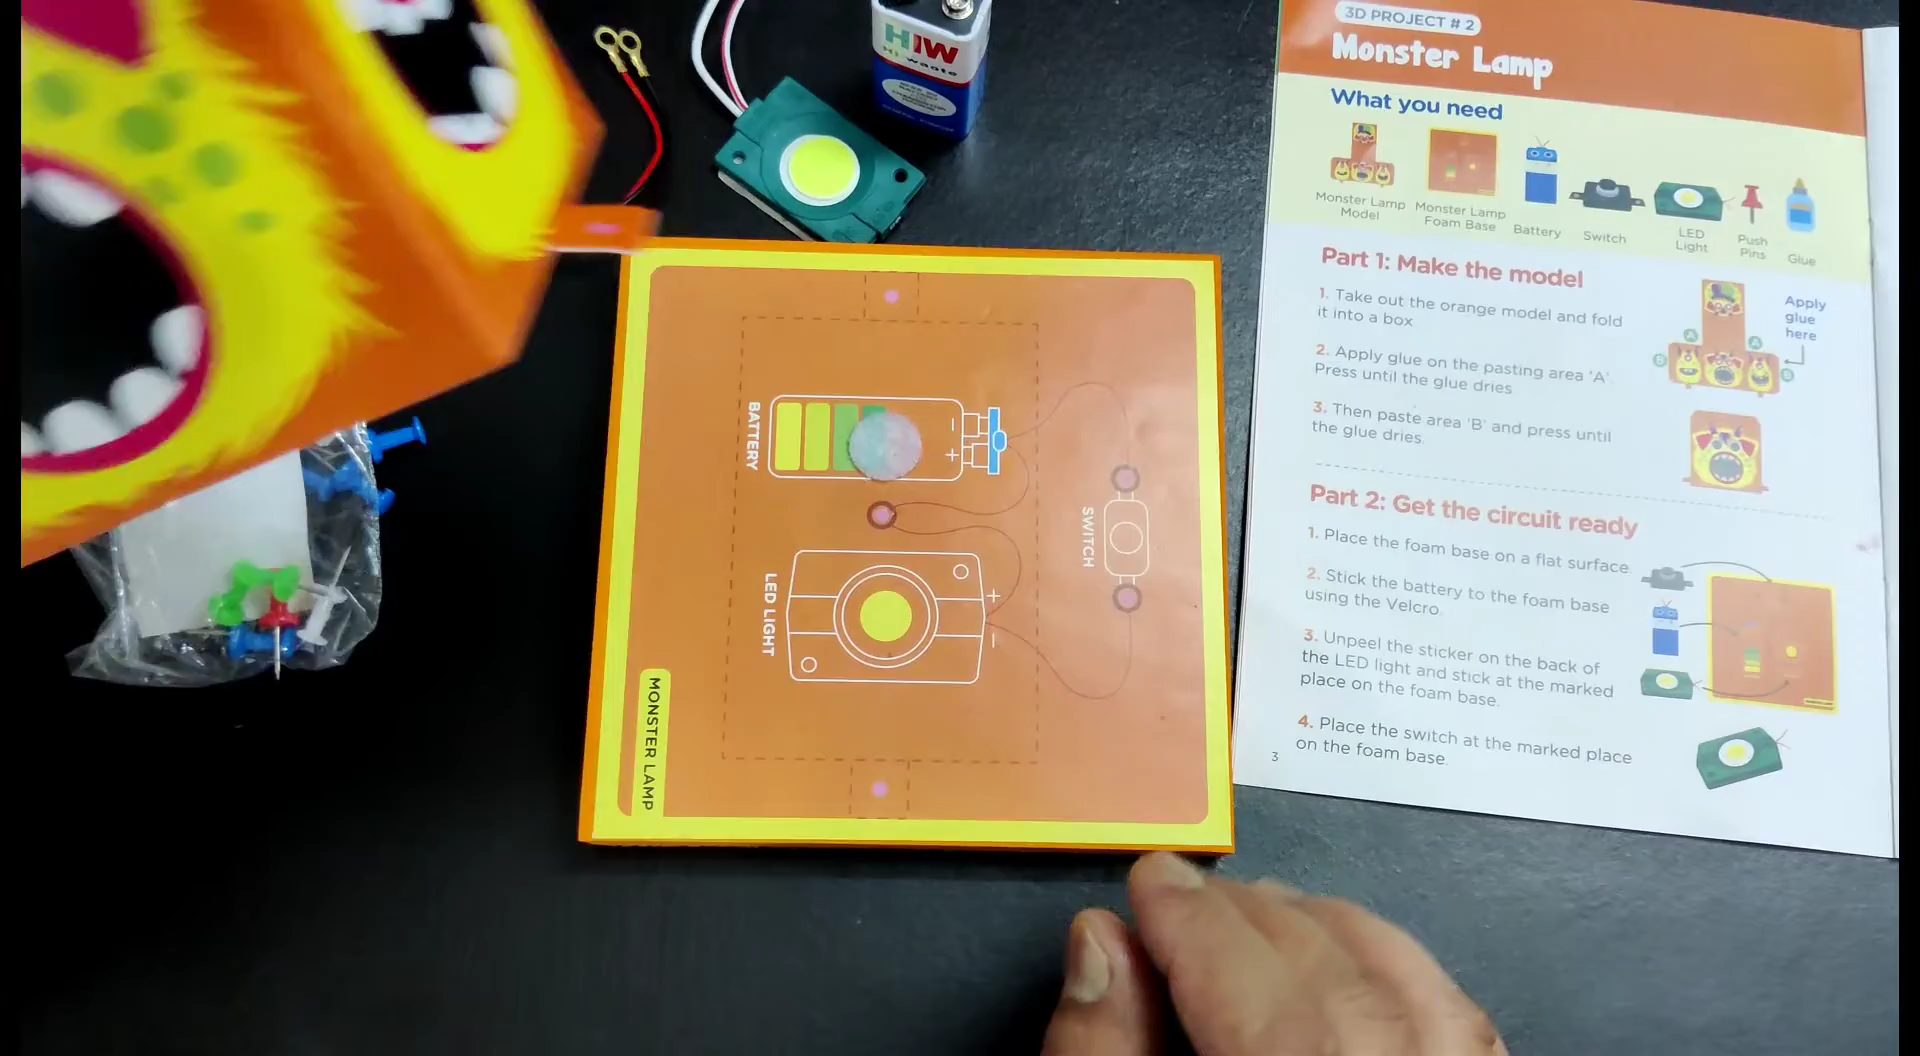 HIW
Hi-waote
BATTERY
-
+
SWITCH
LED LIGHT
+
-
MONSTER LAMP
3D PROJECT # 2
Monster Lamp
What you need
Monster Lamp
Model
Monster Lamp
Foam Base
Battery
Switch
LED
Light
Push
Pins
Glue
Part 1: Make the model
1. Take out the orange model and fold
it into a box
2. Apply glue on the pasting area 'A'.
Press until the glue dries
3. Then paste area 'B' and press until
the glue dries.
Apply
glue
here
A
A
B
B
Part 2: Get the circuit ready
1. Place the foam base on a flat surface.
2. Stick the battery to the foam base
using the Velcro.
3. Unpeel the sticker on the back of
the LED light and stick at the marked
place on the foam base.
4. Place the switch at the marked place
on the foam base.
3